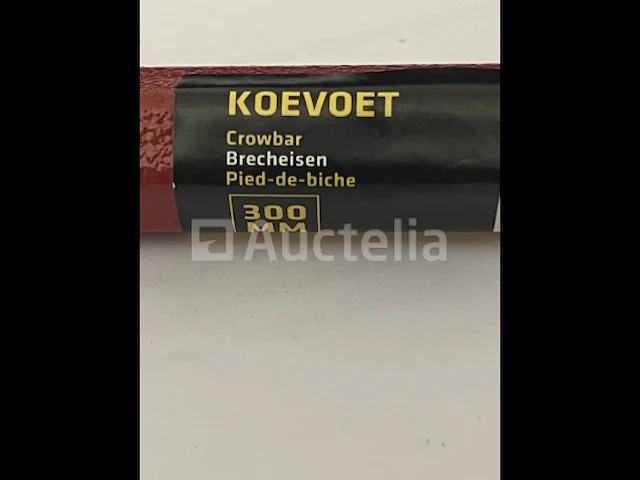 KOEVOET
Crowbar
Brecheisen
Pied-de-biche
300
MM
Auctelia